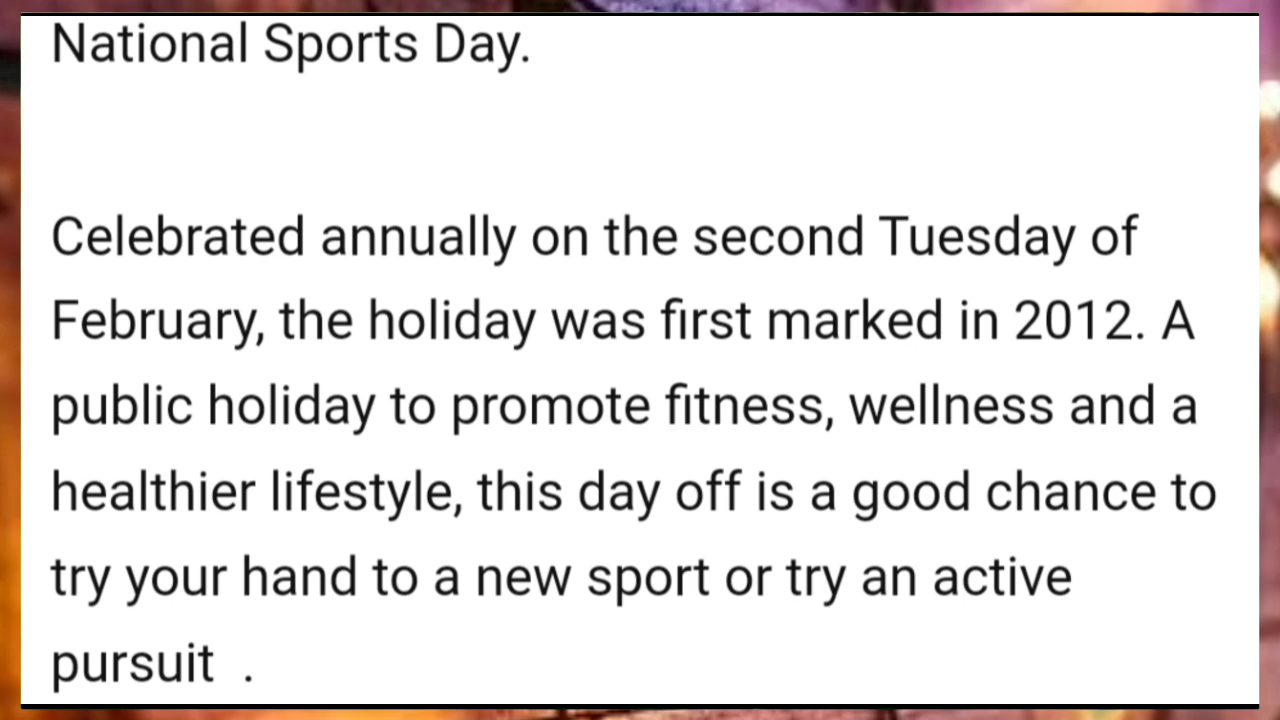 National Sports Day.
Celebrated annually on the second Tuesday of
February, the holiday was first marked in 2012. A
public holiday to promote fitness, wellness and a
healthier lifestyle, this day off is a good chance to
try your hand to a new sport or try an active
pursuit  .